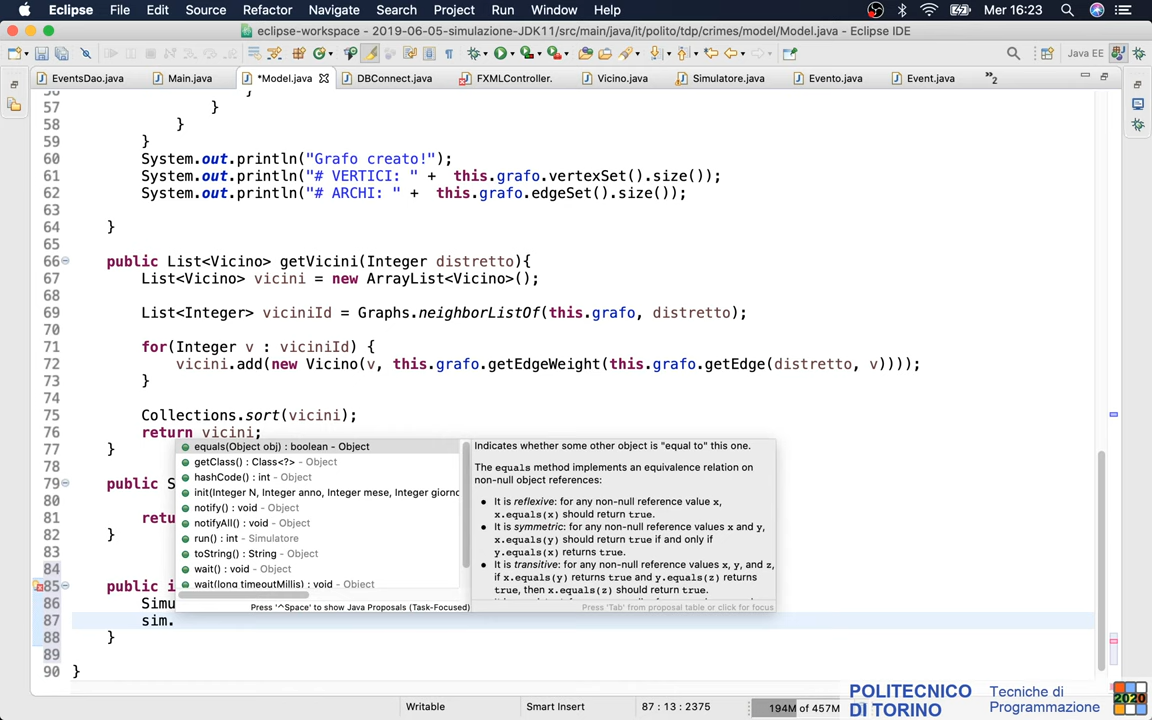 Eclipse File Edit Source Refactor Navigate Search Project Run Window Help Mer 16:23
eclipse-workspace - 2019-06-05-simulazione-JDK11/src/main/java/it/polito/tdp/crimes/model/Model.java - Eclipse IDE
Java EE
EventsDao.java Main.java *Model.java DBConnect.java FXMLController. Vicino.java Simulatore.java Evento.java Event.java »2
57 }
58 }
59 }
60 System.out.println("Grafo creato!");
61 System.out.println("# VERTICI: " + this.grafo.vertexSet().size());
62 System.out.println("# ARCHI: " + this.grafo.edgeSet().size());
63
64 }
65
66 public List<Vicino> getVicini(Integer distretto){
67 List<Vicino> vicini = new ArrayList<Vicino>();
68
69 List<Integer> viciniId = Graphs.neighborListOf(this.grafo, distretto);
70
71 for(Integer v : viciniId) {
72 vicini.add(new Vicino(v, this.grafo.getEdgeWeight(this.grafo.getEdge(distretto, v))));
73 }
74
75 Collections.sort(vicini);
76 return vicini;
77 }
78
79 public S
80
81 retu
82 }
83
84
85 public i
86 Simu
87 sim.
88 }
89
90 }
equals(Object obj) : boolean - Object
getClass() : Class<?> - Object
hashCode() : int - Object
init(Integer N, Integer anno, Integer mese, Integer giorno
notify() : void - Object
notifyAll() : void - Object
run() : int - Simulatore
toString() : String - Object
wait() : void - Object
wait(long timeoutMillis) : void - Object
Press '^Space' to show Java Proposals (Task-Focused)
Indicates whether some other object is "equal to" this one.
The equals method implements an equivalence relation on
non-null object references:
• It is reflexive: for any non-null reference value x,
x.equals(x) should return true.
• It is symmetric: for any non-null reference values x and y,
x.equals(y) should return true if and only if
y.equals(x) returns true.
• It is transitive: for any non-null reference values x, y, and z,
if x.equals(y) returns true and y.equals(z) returns
true, then x.equals(z) should return true.
Press 'Tab' from proposal table or click for focus
Writable Smart Insert 87 : 13 : 2375 194M of 457M
POLITECNICO
DI TORINO
Tecniche di
Programmazione
2020